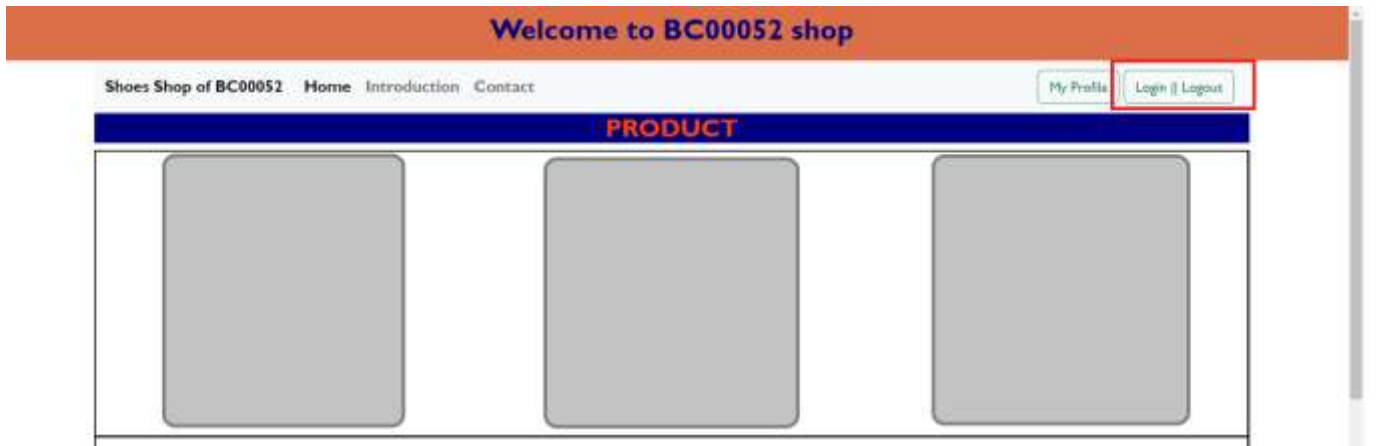 Welcome to BC00052 shop
Shoes Shop of BC00052 Home Introduction Contact My Profile Login || Logout
PRODUCT